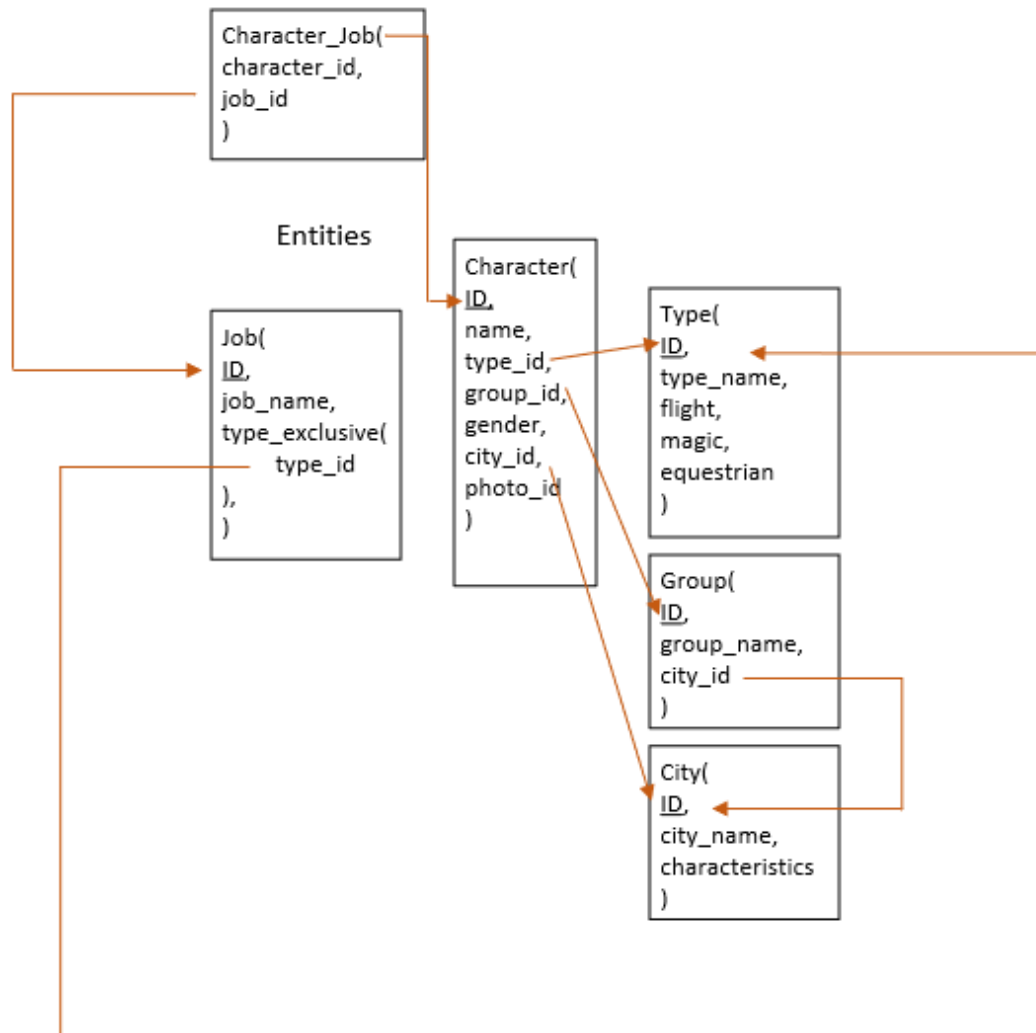 Character_Job(
character_id,
job_id
)
Entities
Job(
ID,
job_name,
type_exclusive(
type_id
),
)
Character(
ID,
name,
type_id,
group_id,
gender,
city_id,
photo_id
)
Type(
ID,
type_name,
flight,
magic,
equestrian
)
Group(
ID,
group_name,
city_id
)
City(
ID,
city_name,
characteristics
)